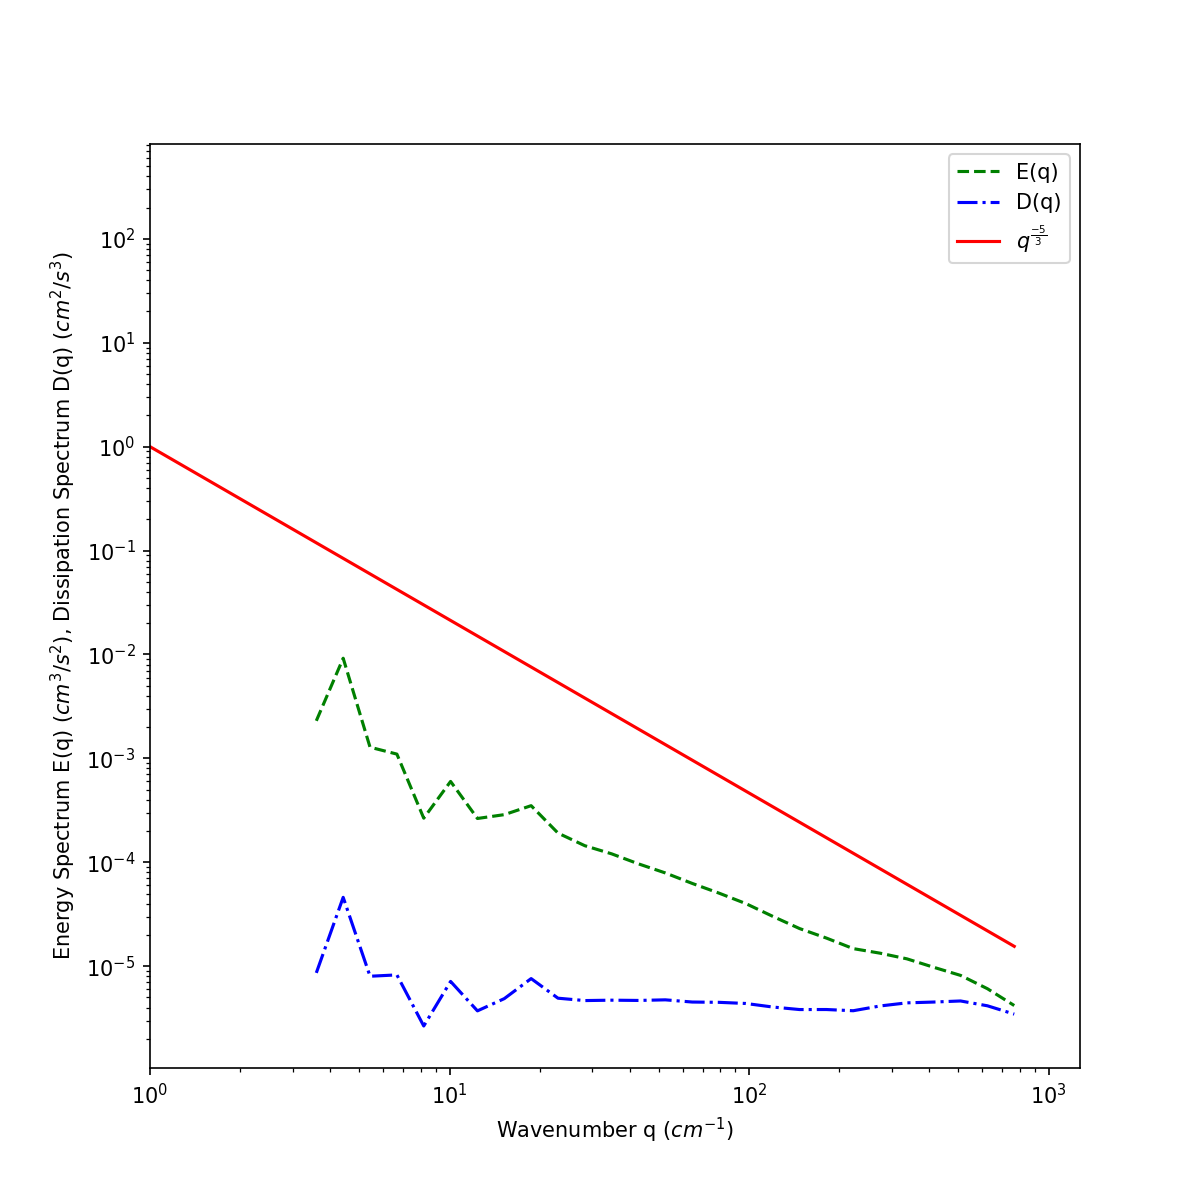 E(q)
D(q)
$q^{\frac{-5}{3}}$
Energy Spectrum E(q) ($cm^3/s^2$), Dissipation Spectrum D(q) ($cm^2/s^3$)
$10^2$
$10^1$
$10^0$
$10^{-1}$
$10^{-2}$
$10^{-3}$
$10^{-4}$
$10^{-5}$
$10^0$ $10^1$ $10^2$ $10^3$
Wavenumber q ($cm^{-1}$)